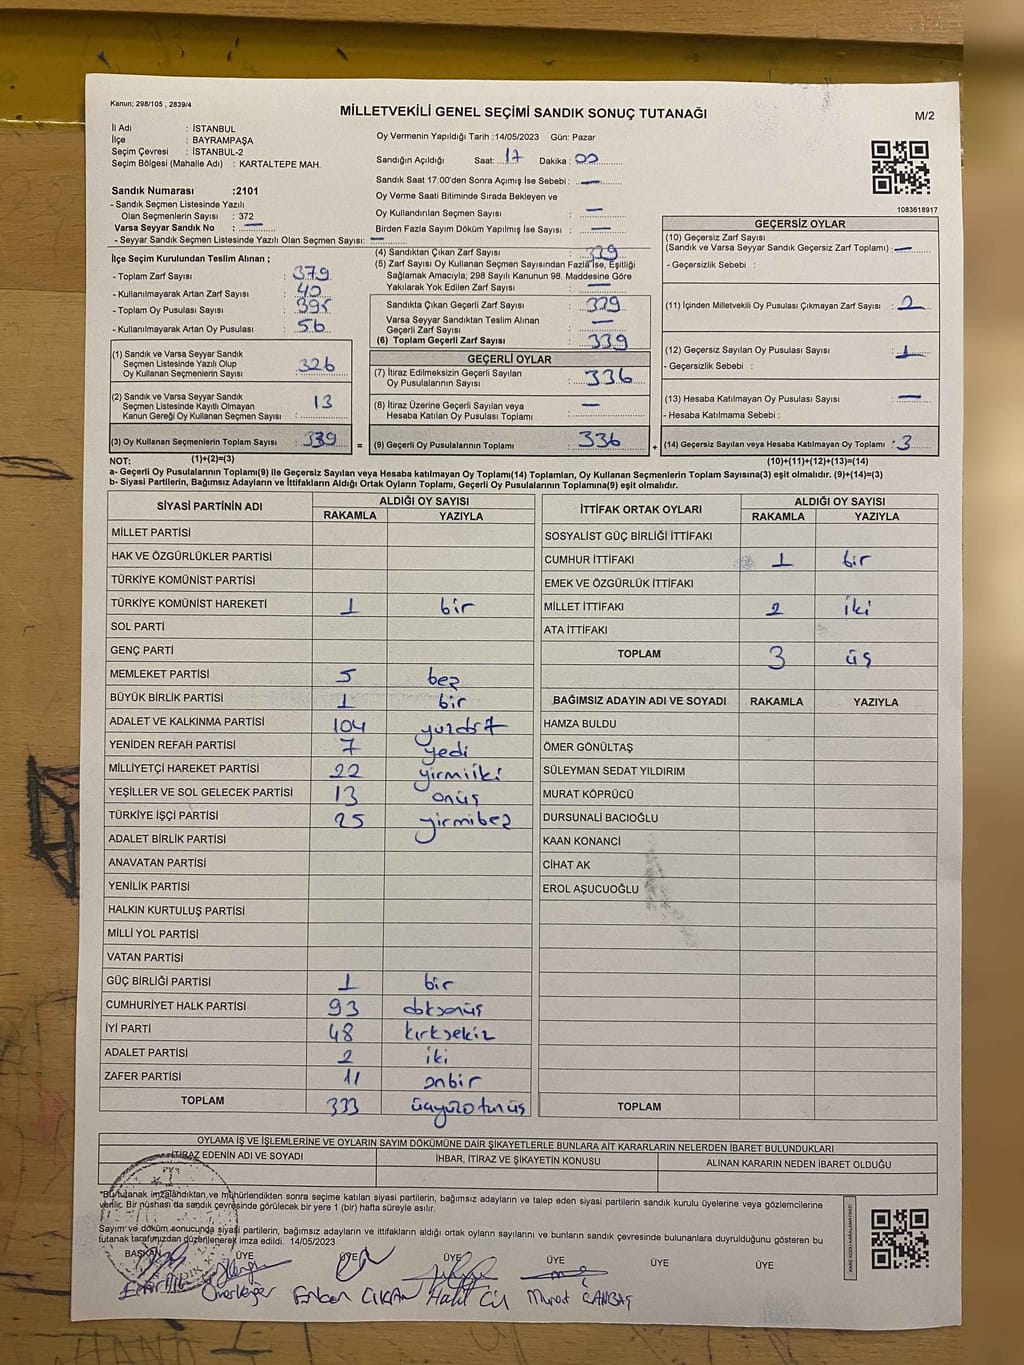 Kanun: 298/105 , 2839/4
MİLLETVEKİLİ GENEL SEÇİMİ SANDIK SONUÇ TUTANAĞI
M/2
İl Adı : İSTANBUL
İlçe : BAYRAMPAŞA
Seçim Çevresi : İSTANBUL-2
Seçim Bölgesi (Mahalle Adı) : KARTALTEPE MAH.
Sandık Numarası :2101
- Sandık Seçmen Listesinde Yazılı
Olan Seçmenlerin Sayısı : 372
Varsa Seyyar Sandık No : —
- Seyyar Sandık Seçmen Listesinde Yazılı Olan Seçmen Sayısı: —
Oy Vermenin Yapıldığı Tarih :14/05/2023 Gün: Pazar
Sandığın Açıldığı Saat: 17 Dakika : 00
Sandık Saat 17:00'den Sonra Açımış İse Sebebi : —
Oy Verme Saati Bitiminde Sırada Bekleyen ve
Oy Kullandırılan Seçmen Sayısı : —
Birden Fazla Sayım Döküm Yapılmış İse Sayısı : —
1083618917
İlçe Seçim Kurulundan Teslim Alınan ;
- Toplam Zarf Sayısı : 379
- Kullanılmayarak Artan Zarf Sayısı : 40
- Toplam Oy Pusulası Sayısı : 395
- Kullanılmayarak Artan Oy Pusulası : 56
(4) Sandıktan Çıkan Zarf Sayısı : 339
(5) Zarf Sayısı Oy Kullanan Seçmen Sayısından Fazla İse, Eşitliği
Sağlamak Amacıyla; 298 Sayılı Kanunun 98. Maddesine Göre
Yakılarak Yok Edilen Zarf Sayısı : —
Sandıkta Çıkan Geçerli Zarf Sayısı : 339
Varsa Seyyar Sandıktan Teslim Alınan
Geçerli Zarf Sayısı : —
(6) Toplam Geçerli Zarf Sayısı : 339
GEÇERSİZ OYLAR
(10) Geçersiz Zarf Sayısı
(Sandık ve Varsa Seyyar Sandık Geçersiz Zarf Toplamı) : —
- Geçersizlik Sebebi :
(11) İçinden Milletvekili Oy Pusulası Çıkmayan Zarf Sayısı : 2
(12) Geçersiz Sayılan Oy Pusulası Sayısı : 1
- Geçersizlik Sebebi :
(13) Hesaba Katılmayan Oy Pusulası Sayısı : —
- Hesaba Katılmama Sebebi :
(14) Geçersiz Sayılan veya Hesaba Katılmayan Oy Toplamı : 3
(1) Sandık ve Varsa Seyyar Sandık
Seçmen Listesinde Yazılı Olup
Oy Kullanan Seçmenlerin Sayısı : 326
(2) Sandık ve Varsa Seyyar Sandık
Seçmen Listesinde Kayıtlı Olmayan
Kanun Gereği Oy Kullanan Seçmen Sayısı : 13
(3) Oy Kullanan Seçmenlerin Toplam Sayısı : 339 =
GEÇERLİ OYLAR
(7) İtiraz Edilmeksizin Geçerli Sayılan
Oy Pusulalarının Sayısı : 336
(8) İtiraz Üzerine Geçerli Sayılan veya
Hesaba Katılan Oy Pusulası Toplamı : —
(9) Geçerli Oy Pusulalarının Toplamı : 336 +
NOT: (1)+(2)=(3) (10)+(11)+(12)+(13)=(14)
a- Geçerli Oy Pusulalarının Toplamı(9) ile Geçersiz Sayılan veya Hesaba katılmayan Oy Toplamı(14) Toplamları, Oy Kullanan Seçmenlerin Toplam Sayısına(3) eşit olmalıdır. (9)+(14)=(3)
b- Siyasi Partilerin, Bağımsız Adayların ve İttifakların Aldığı Ortak Oyların Toplamı, Geçerli Oy Pusulalarının Toplamına(9) eşit olmalıdır.
SİYASİ PARTİNİN ADI ALDIĞI OY SAYISI
RAKAMLA YAZIYLA
MİLLET PARTİSİ
HAK VE ÖZGÜRLÜKLER PARTİSİ
TÜRKİYE KOMÜNİST PARTİSİ
TÜRKİYE KOMÜNİST HAREKETİ 1 bir
SOL PARTİ
GENÇ PARTİ
MEMLEKET PARTİSİ 5 beş
BÜYÜK BİRLİK PARTİSİ 1 bir
ADALET VE KALKINMA PARTİSİ 104 yüzdört
YENİDEN REFAH PARTİSİ 7 yedi
MİLLİYETÇİ HAREKET PARTİSİ 22 yirmiiki
YEŞİLLER VE SOL GELECEK PARTİSİ 13 onüç
TÜRKİYE İŞÇİ PARTİSİ 25 yirmibeş
ADALET BİRLİK PARTİSİ
ANAVATAN PARTİSİ
YENİLİK PARTİSİ
HALKIN KURTULUŞ PARTİSİ
MİLLİ YOL PARTİSİ
VATAN PARTİSİ
GÜÇ BİRLİĞİ PARTİSİ 1 bir
CUMHURİYET HALK PARTİSİ 93 doksanüç
İYİ PARTİ 48 kırksekiz
ADALET PARTİSİ 2 iki
ZAFER PARTİSİ 11 onbir
TOPLAM 333 üçyüzotuzüç
İTTİFAK ORTAK OYLARI ALDIĞI OY SAYISI
RAKAMLA YAZIYLA
SOSYALİST GÜÇ BİRLİĞİ İTTİFAKI
CUMHUR İTTİFAKI 1 bir
EMEK VE ÖZGÜRLÜK İTTİFAKI
MİLLET İTTİFAKI 2 iki
ATA İTTİFAKI
TOPLAM 3 üç
BAĞIMSIZ ADAYIN ADI VE SOYADI RAKAMLA YAZIYLA
HAMZA BULDU
ÖMER GÖNÜLTAŞ
SÜLEYMAN SEDAT YILDIRIM
MURAT KÖPRÜCÜ
DURSUNALİ BACIOĞLU
KAAN KONANCİ
CİHAT AK
EROL AŞUCUOĞLU
TOPLAM
OYLAMA İŞ VE İŞLEMLERİNE VE OYLARIN SAYIM DÖKÜMÜNE DAİR ŞİKAYETLERLE BUNLARA AİT KARARLARIN NELERDEN İBARET BULUNDUKLARI
İTİRAZ EDENİN ADI VE SOYADI İHBAR, İTİRAZ VE ŞİKAYETİN KONUSU ALINAN KARARIN NEDEN İBARET OLDUĞU
*Bu tutanak imzalandıktan ve mühürlendikten sonra seçime katılan siyasi partilerin, bağımsız adayların ve talep eden siyasi partilerin sandık kurulu üyelerine veya gözlemcilerine
verilir. Bir nüshası da sandık çevresinde görülecek bir yere 1 (bir) hafta süreyle asılır.
Sayım ve döküm sonucunda siyasi partilerin, bağımsız adayların ve ittifakların aldığı ortak oyların sayılarını ve bunların sandık çevresinde bulunanlara duyrulduğunu gösteren bu
tutanak tarafımızdan düzenlenerek imza edildi. 14/05/2023
BAŞKAN ÜYE ÜYE ÜYE ÜYE ÜYE ÜYE
Erkan ÇIKAN Halit Murat CANBAŞ